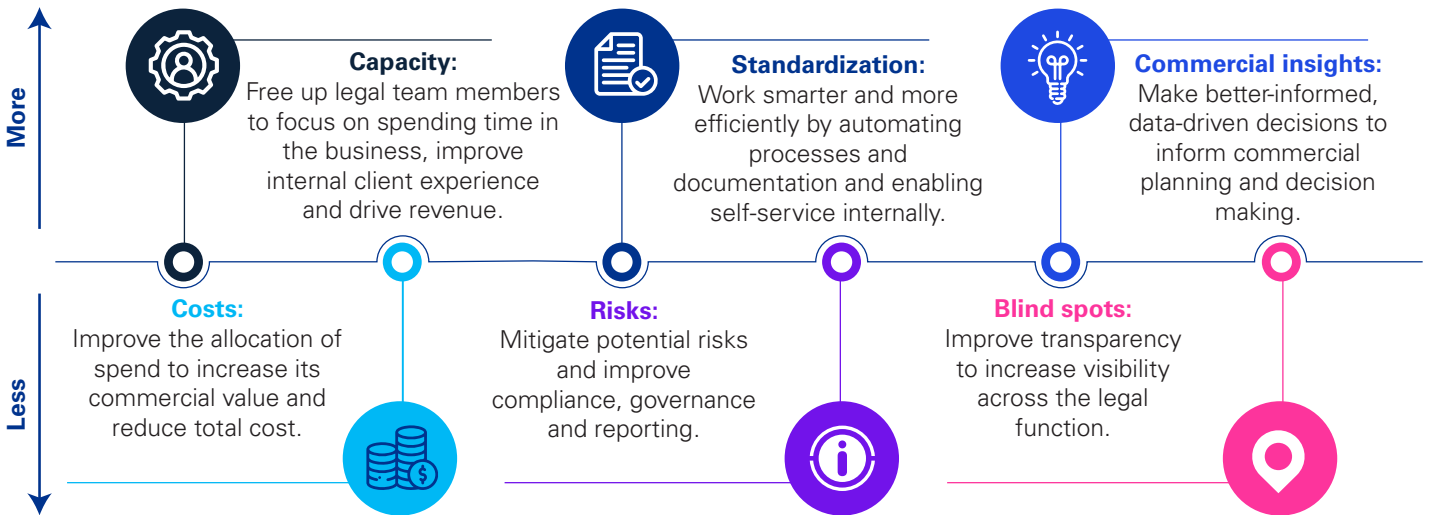 More
Capacity:
Free up legal team members
to focus on spending time in
the business, improve
internal client experience
and drive revenue.
Standardization:
Work smarter and more
efficiently by automating
processes and
documentation and enabling
self-service internally.
Commercial insights:
Make better-informed,
data-driven decisions to
inform commercial
planning and decision
making.
Less
Costs:
Improve the allocation of
spend to increase its
commercial value and
reduce total cost.
$
Risks:
Mitigate potential risks
and improve
compliance, governance
and reporting.
i
Blind spots:
Improve transparency
to increase visibility
across the legal
function.